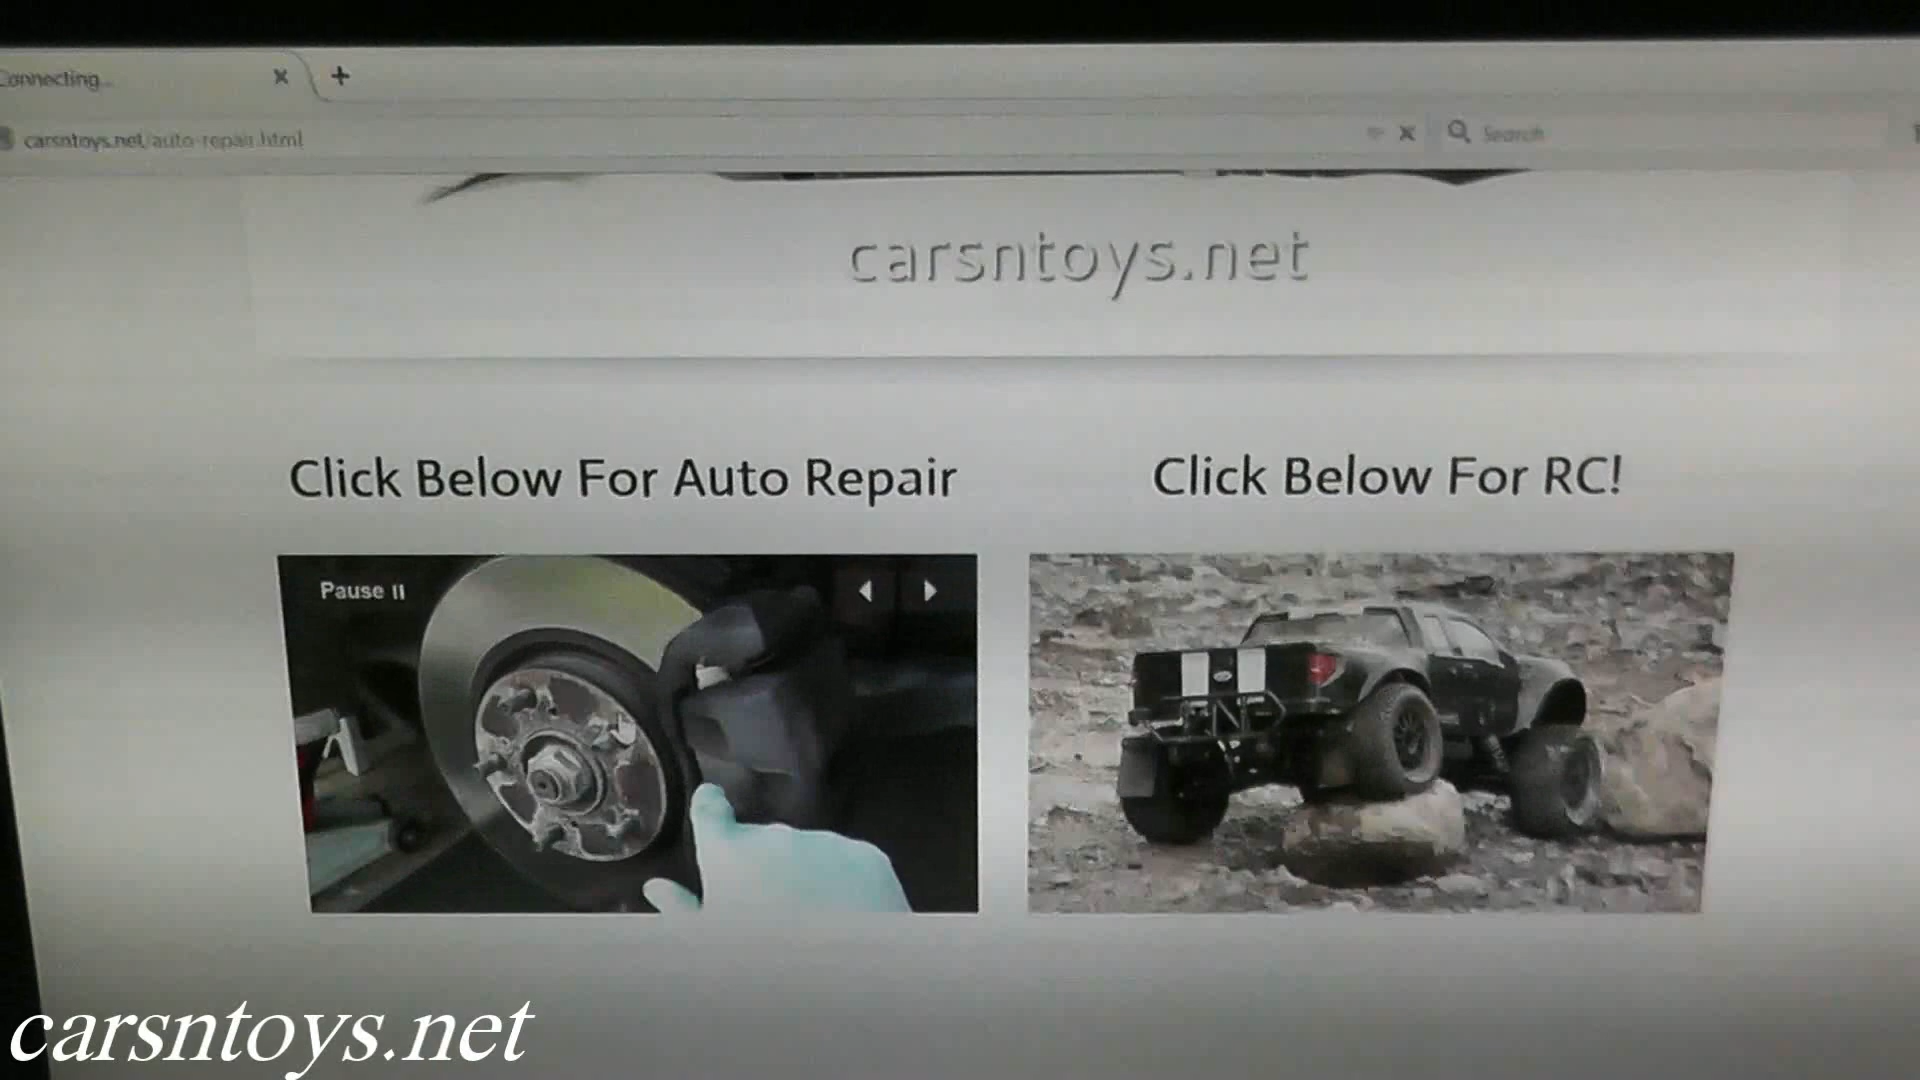 Connecting...
carsntoys.net/auto-repair.html
Search
carsntoys.net
Click Below For Auto Repair
Click Below For RC!
Pause II
carsntoys.net